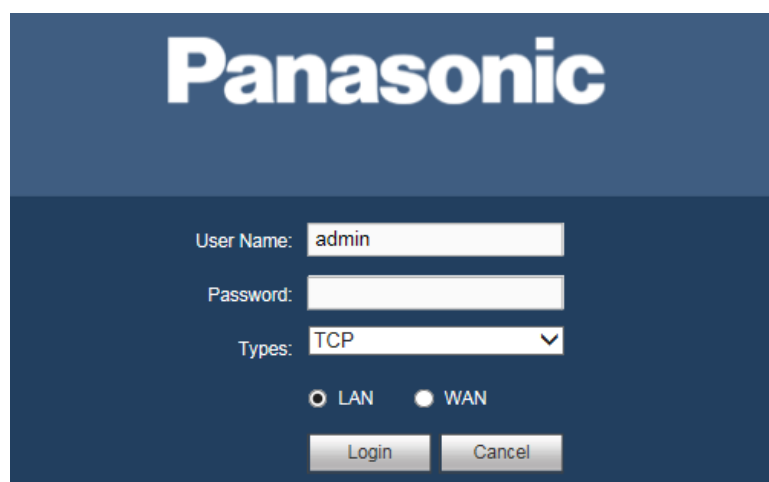 Panasonic
User Name: admin
Password:
Types: TCP
LAN WAN
Login Cancel